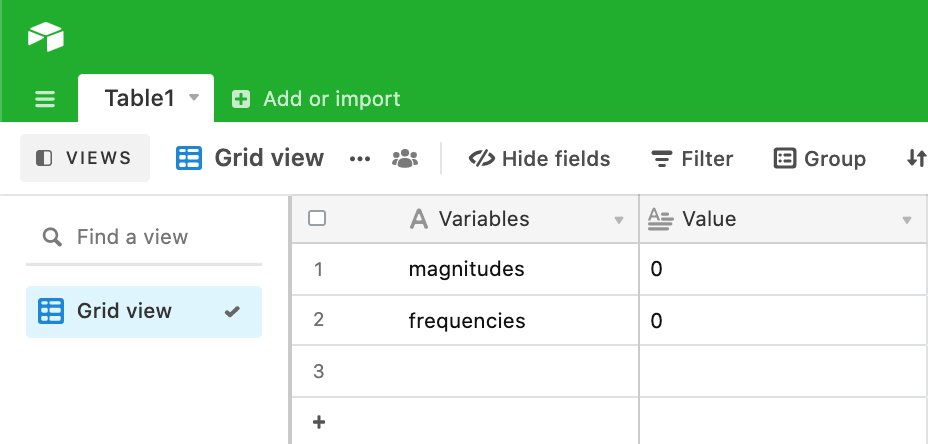 Table1
Add or import
VIEWS
Grid view
Hide fields
Filter
Group
Find a view
Grid view
Variables
Value
1 magnitudes 0
2 frequencies 0
3
+